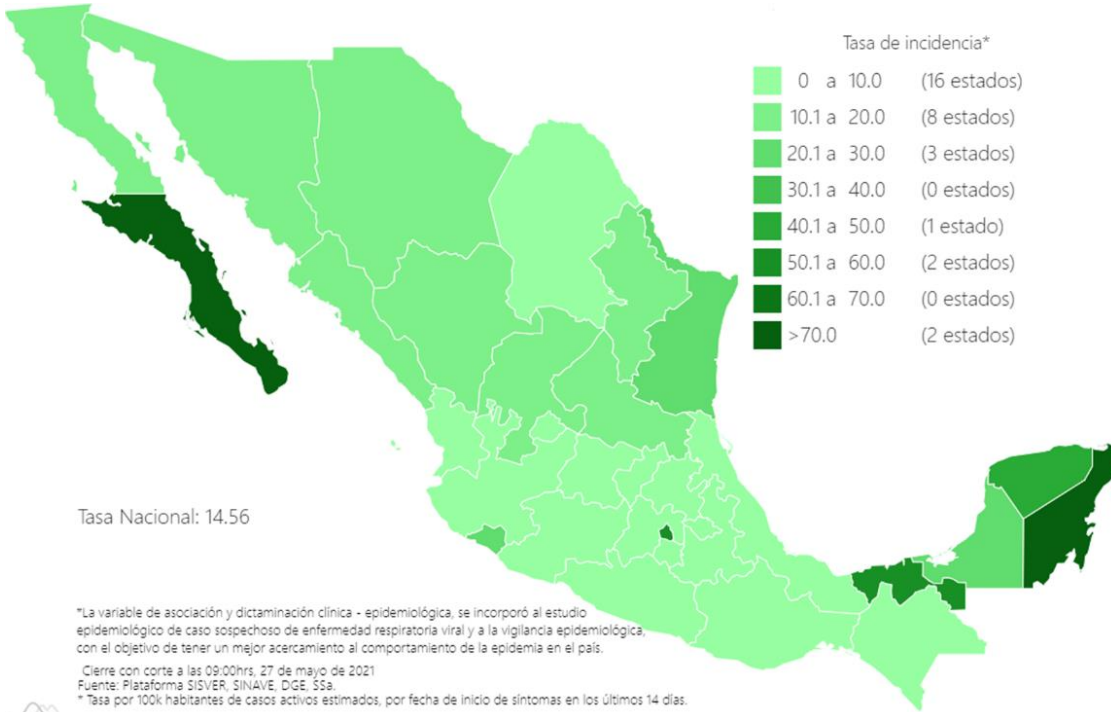 Tasa de incidencia*
0 a 10.0 (16 estados)
10.1 a 20.0 (8 estados)
20.1 a 30.0 (3 estados)
30.1 a 40.0 (0 estados)
40.1 a 50.0 (1 estado)
50.1 a 60.0 (2 estados)
60.1 a 70.0 (0 estados)
>70.0 (2 estados)
Tasa Nacional: 14.56
*La variable de asociación y dictaminación clínica - epidemiológica, se incorporó al estudio
epidemiológico de caso sospechoso de enfermedad respiratoria viral y a la vigilancia epidemiológica,
con el objetivo de tener un mejor acercamiento al comportamiento de la epidemia en el país.
Cierre con corte a las 09:00hrs, 27 de mayo de 2021
Fuente: Plataforma SISVER, SINAVE, DGE, SSa.
* Tasa por 100k habitantes de casos activos estimados, por fecha de inicio de síntomas en los últimos 14 días.